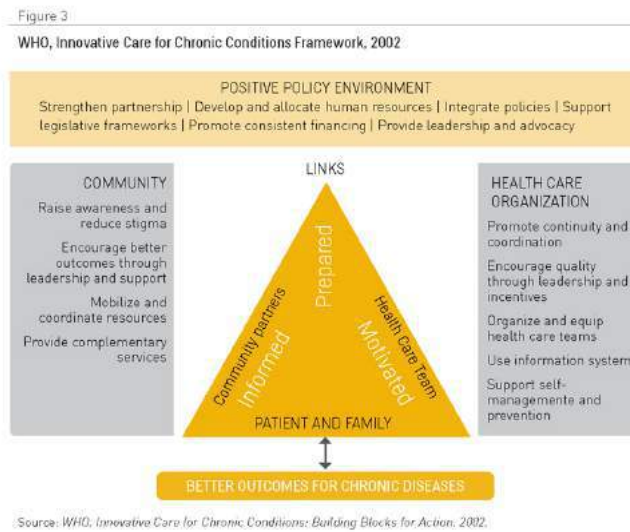 Figure 3
WHO, Innovative Care for Chronic Conditions Framework, 2002
POSITIVE POLICY ENVIRONMENT
Strengthen partnership | Develop and allocate human resources | Integrate policies | Support
legislative frameworks | Promote consistent financing | Provide leadership and advocacy
LINKS
COMMUNITY
Raise awareness and
reduce stigma
Encourage better
outcomes through
leadership and support
Mobilize and
coordinate resources
Provide complementary
services
Community partners
Informed
Prepared
Motivated
Health Care Team
PATIENT AND FAMILY
HEALTH CARE
ORGANIZATION
Promote continuity and
coordination
Encourage quality
through leadership and
incentives
Organize and equip
health care teams
Use information system
Support self-
managemente and
prevention
BETTER OUTCOMES FOR CHRONIC DISEASES
Source: WHO, Innovative Care for Chronic Conditions: Building Blocks for Action. 2002.